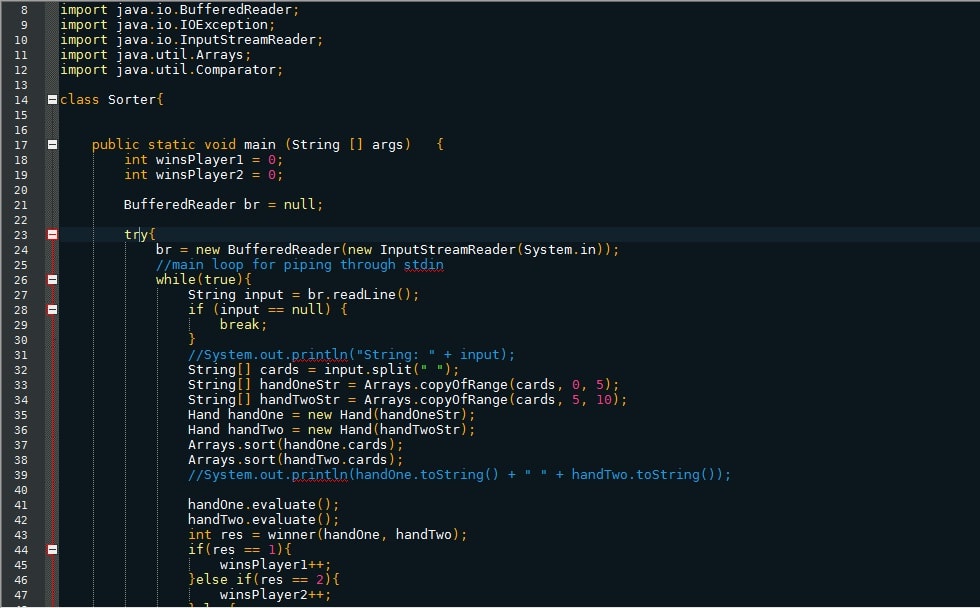 8 import java.io.BufferedReader;
9 import java.io.IOException;
10 import java.io.InputStreamReader;
11 import java.util.Arrays;
12 import java.util.Comparator;
13
14 class Sorter{
15
16
17     public static void main (String [] args)   {
18         int winsPlayer1 = 0;
19         int winsPlayer2 = 0;
20
21         BufferedReader br = null;
22
23         try{
24             br = new BufferedReader(new InputStreamReader(System.in));
25             //main loop for piping through stdin
26             while(true){
27                 String input = br.readLine();
28                 if (input == null) {
29                     break;
30                 }
31                 //System.out.println("String: " + input);
32                 String[] cards = input.split(" ");
33                 String[] handOneStr = Arrays.copyOfRange(cards, 0, 5);
34                 String[] handTwoStr = Arrays.copyOfRange(cards, 5, 10);
35                 Hand handOne = new Hand(handOneStr);
36                 Hand handTwo = new Hand(handTwoStr);
37                 Arrays.sort(handOne.cards);
38                 Arrays.sort(handTwo.cards);
39                 //System.out.println(handOne.toString() + " " + handTwo.toString());
40
41                 handOne.evaluate();
42                 handTwo.evaluate();
43                 int res = winner(handOne, handTwo);
44                 if(res == 1){
45                     winsPlayer1++;
46                 }else if(res == 2){
47                     winsPlayer2++;